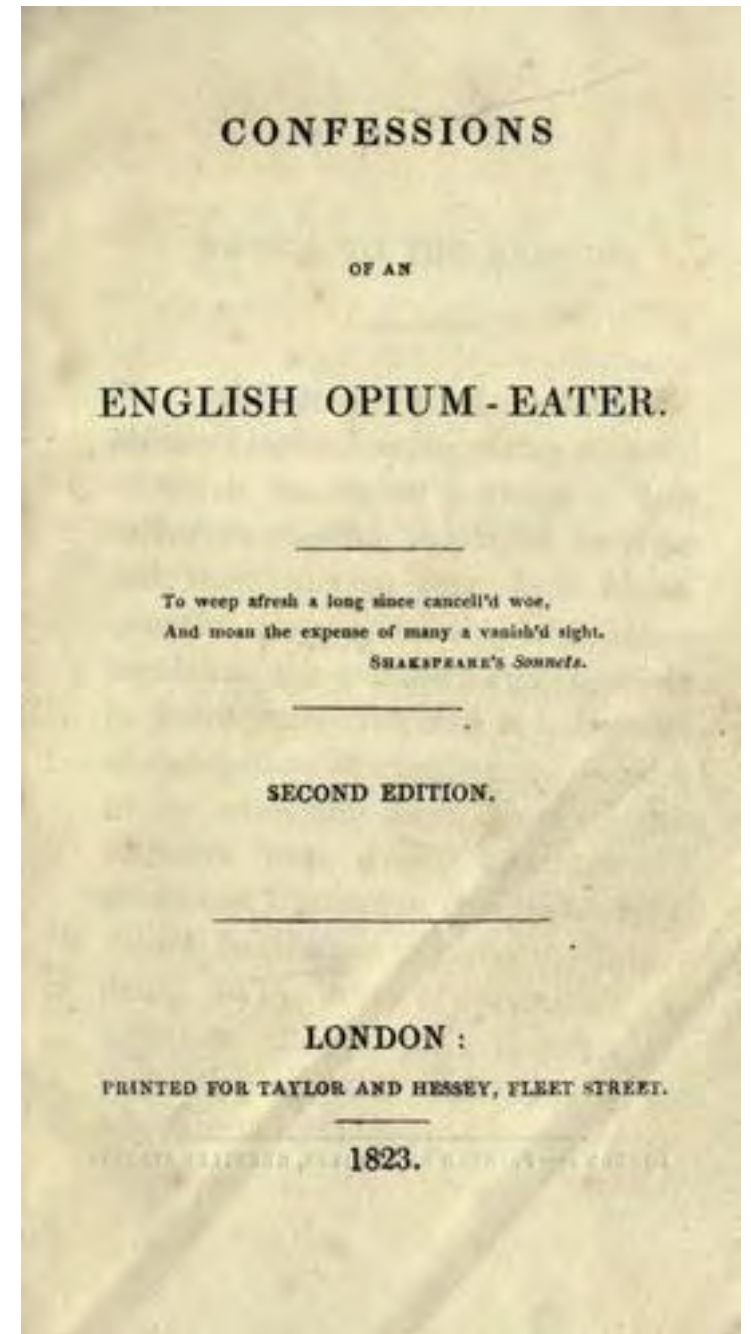 CONFESSIONS
OF AN
ENGLISH OPIUM-EATER.
To weep afresh a long since cancell'd woe,
And moan the expense of many a vanish'd sight.
SHAKSPEARE'S Sonnets.
SECOND EDITION.
LONDON:
PRINTED FOR TAYLOR AND HESSEY, FLEET STREET.
1823.